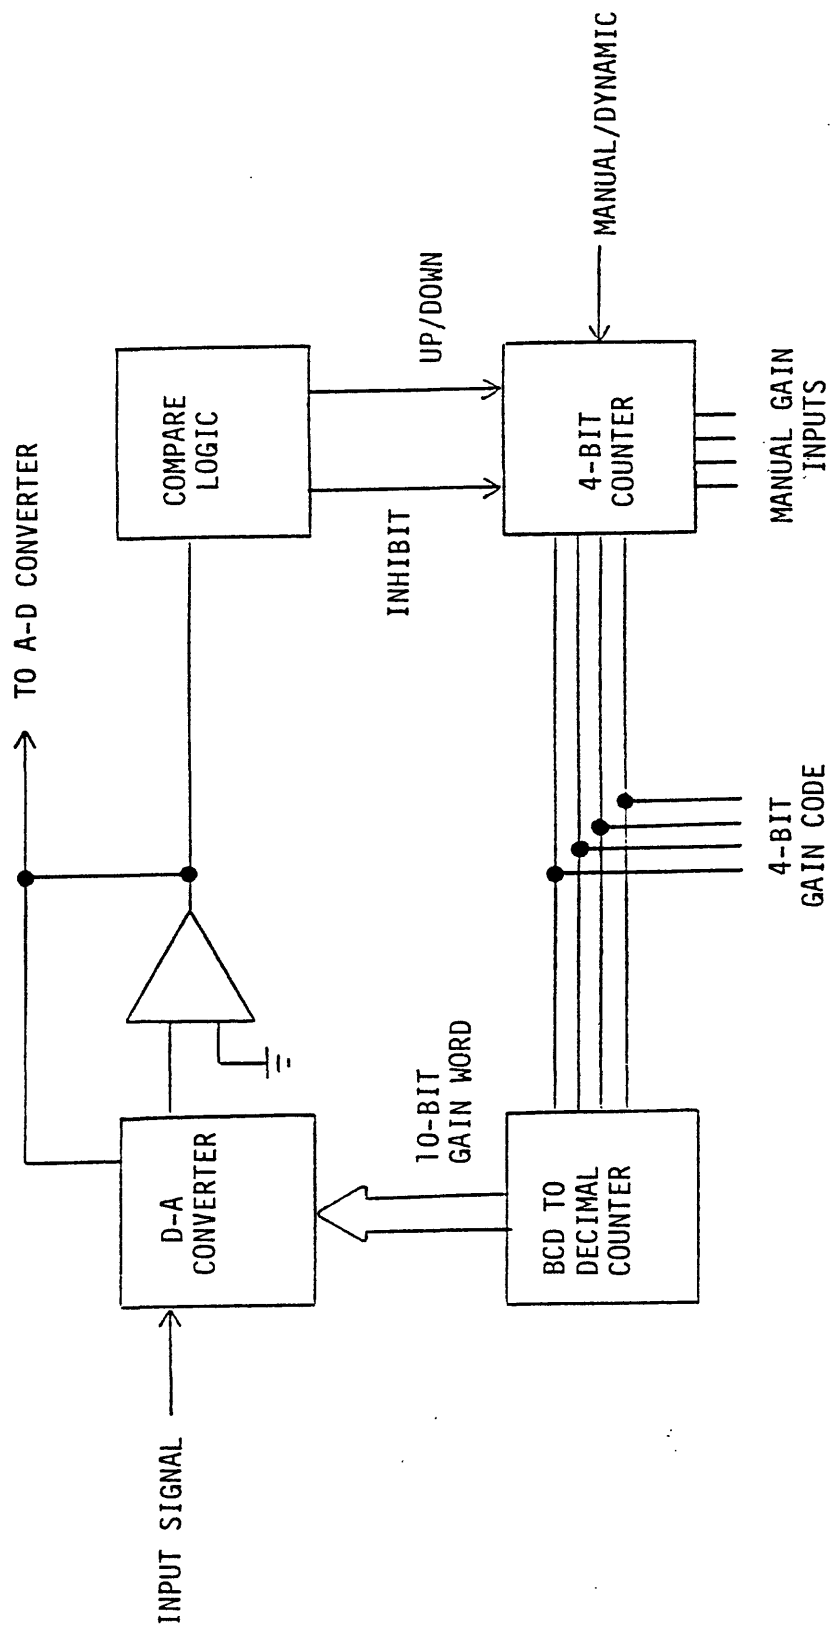 TO A-D CONVERTER
INPUT SIGNAL
D-A
CONVERTER
COMPARE
LOGIC
10-BIT
GAIN WORD
INHIBIT
UP/DOWN
BCD TO
DECIMAL
COUNTER
4-BIT
COUNTER
MANUAL/DYNAMIC
4-BIT
GAIN CODE
MANUAL GAIN
INPUTS